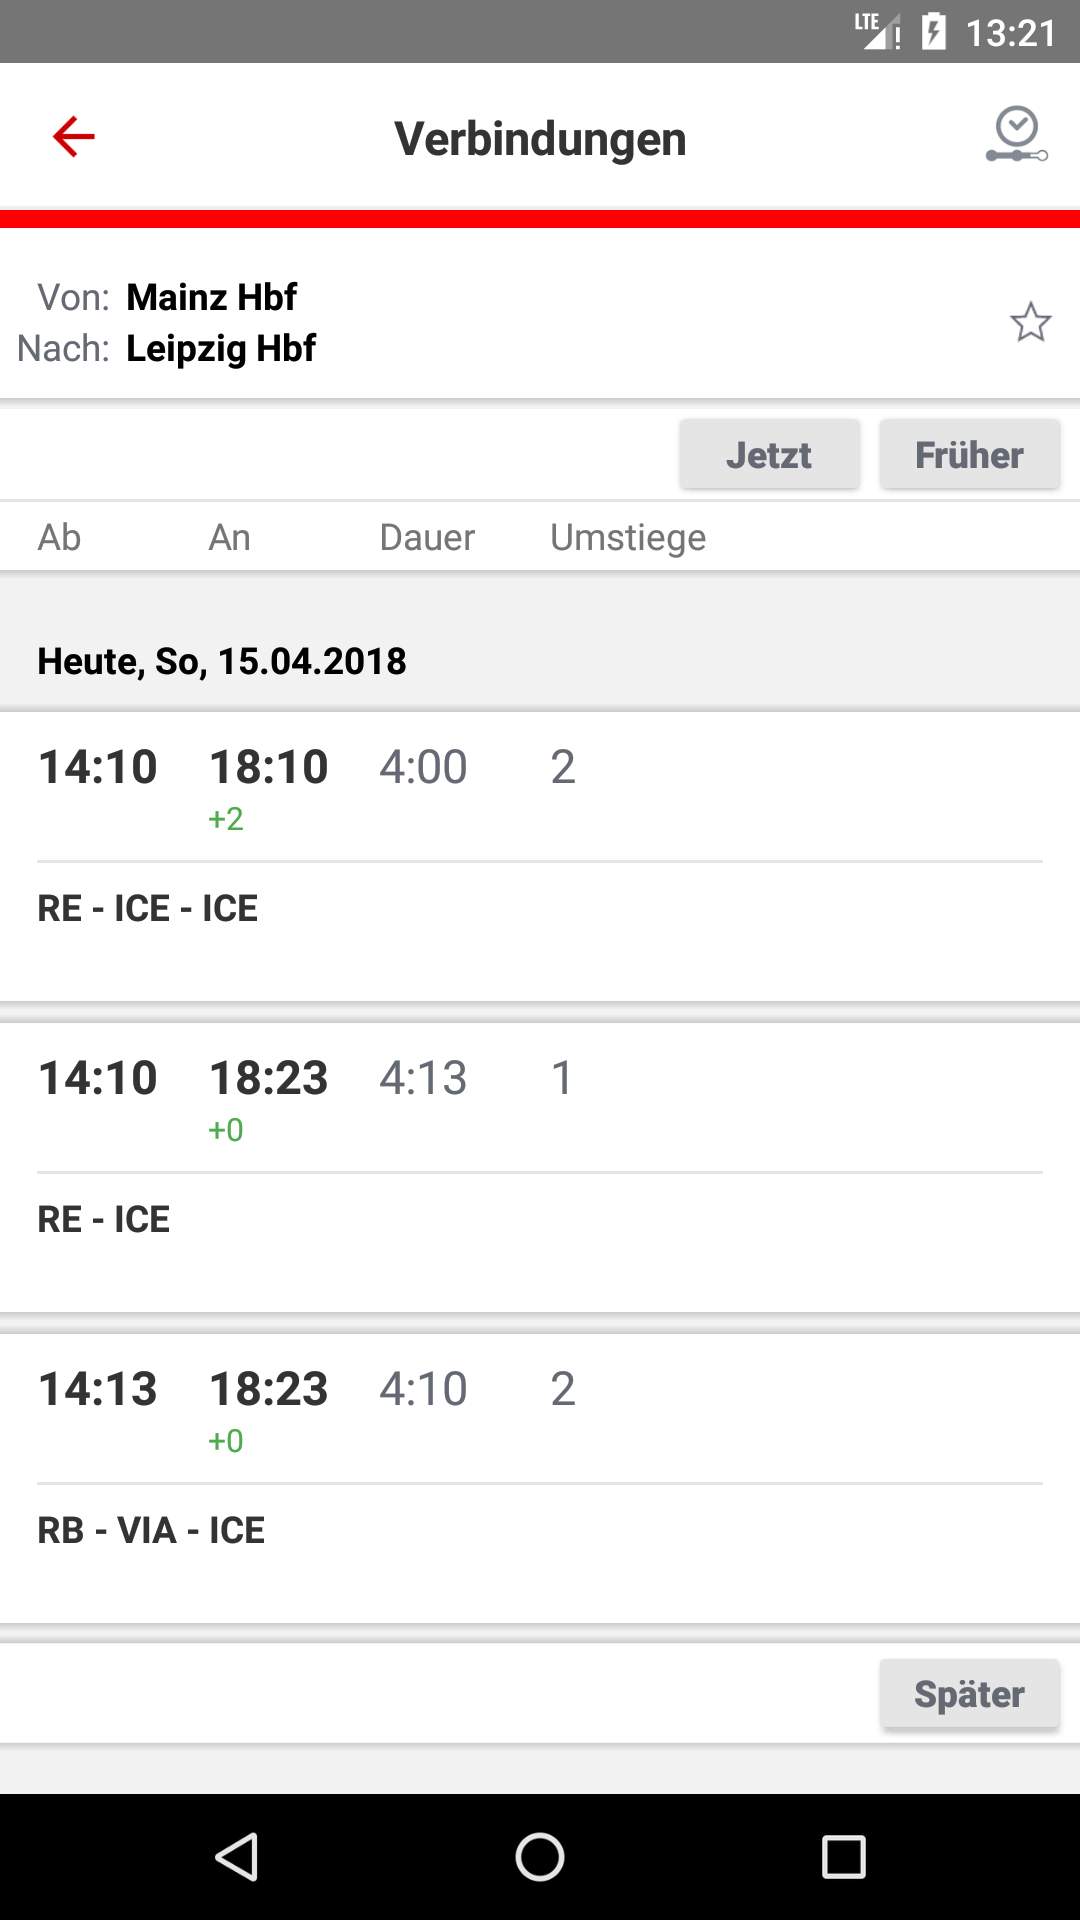 LTE 13:21
Verbindungen
Von: Mainz Hbf
Nach: Leipzig Hbf
Jetzt Früher
Ab An Dauer Umstiege
Heute, So, 15.04.2018
14:10 18:10 4:00 2
+2
RE - ICE - ICE
14:10 18:23 4:13 1
+0
RE - ICE
14:13 18:23 4:10 2
+0
RB - VIA - ICE
Später